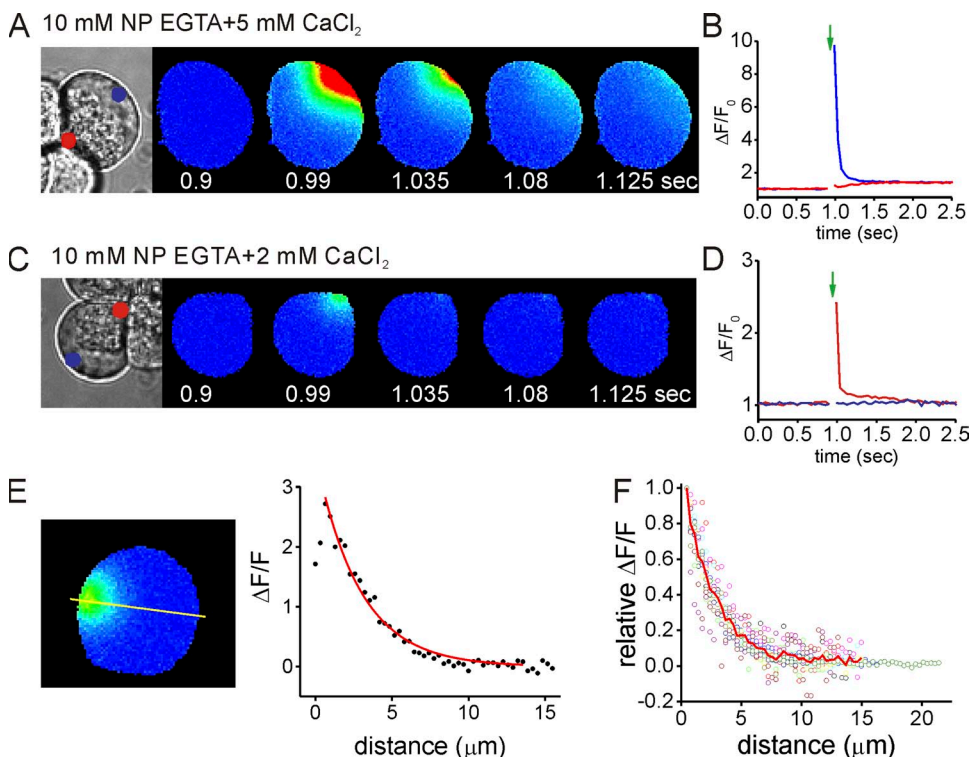 A 10 mM NP EGTA+5 mM CaCl₂
0.9 0.99 1.035 1.08 1.125 sec
B
ΔF/F₀
10
8
6
4
2
0.0 0.5 1.0 1.5 2.0 2.5
time (sec)
C 10 mM NP EGTA+2 mM CaCl₂
0.9 0.99 1.035 1.08 1.125 sec
D
ΔF/F₀
3
2
1
0.0 0.5 1.0 1.5 2.0 2.5
time (sec)
E
ΔF/F
3
2
1
0
0 5 10 15
distance (μm)
F
relative ΔF/F
1.0
0.8
0.6
0.4
0.2
0.0
-0.2
0 5 10 15 20
distance (μm)